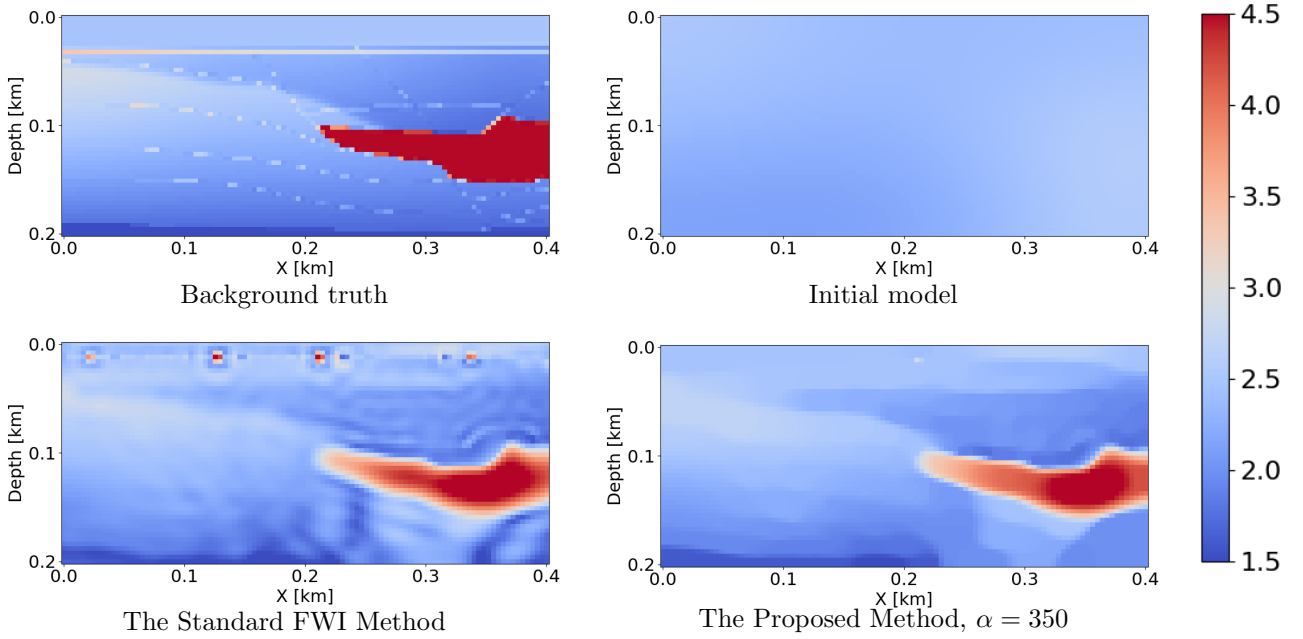 0.0
0.1
0.2
Depth [km]
0.0 0.1 0.2 0.3 0.4
X [km]
Background truth
0.0
0.1
0.2
Depth [km]
0.0 0.1 0.2 0.3 0.4
X [km]
Initial model
0.0
0.1
0.2
Depth [km]
0.0 0.1 0.2 0.3 0.4
The Standard FWI Method
0.0
0.1
0.2
Depth [km]
0.0 0.1 0.2 0.3 0.4
X [km]
The Proposed Method, α = 350
4.5
4.0
3.5
3.0
2.5
2.0
1.5